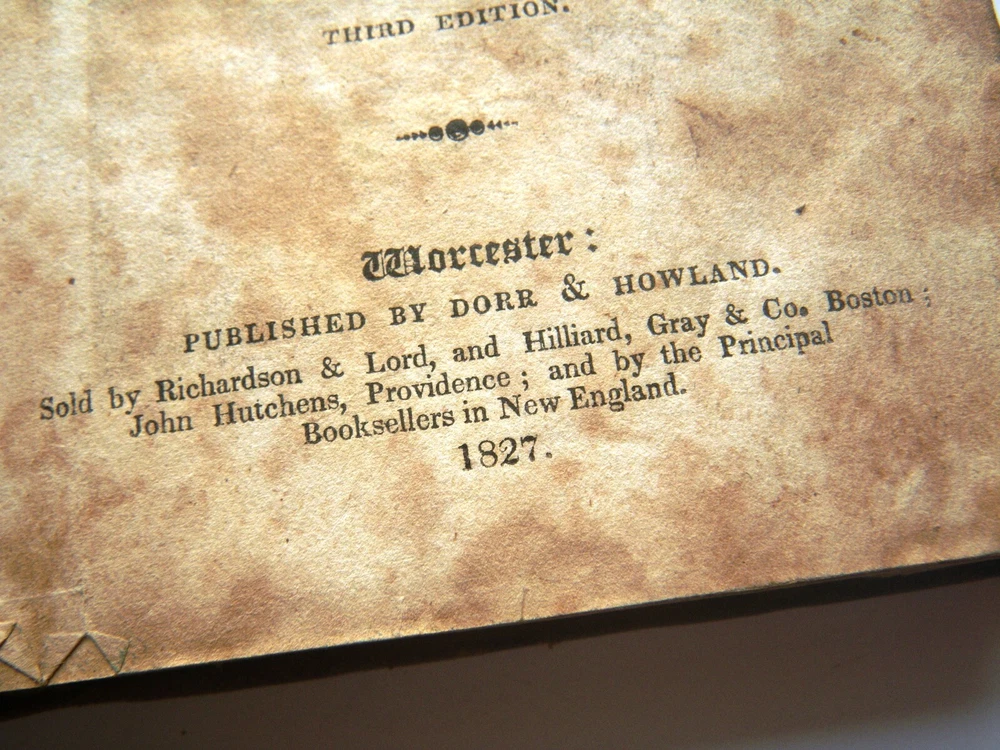 THIRD EDITION.
Worcester:
PUBLISHED BY DORR & HOWLAND.
Sold by Richardson & Lord, and Hilliard, Gray & Co. Boston;
John Hutchens, Providence; and by the Principal
Booksellers in New England.
1827.